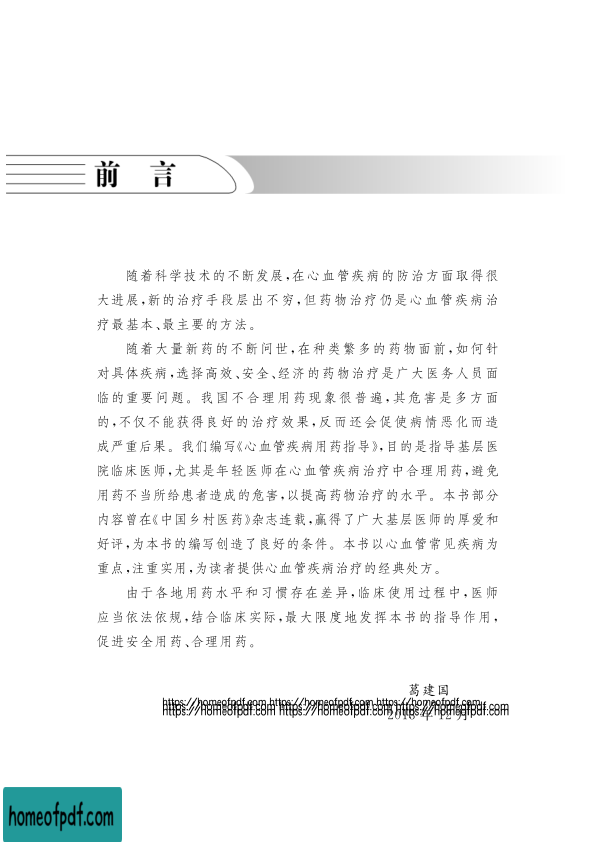 前 言
随着科学技术的不断发展,在心血管疾病的防治方面取得很
大进展,新的治疗手段层出不穷,但药物治疗仍是心血管疾病治
疗最基本、最主要的方法。
随着大量新药的不断问世,在种类繁多的药物面前,如何针
对具体疾病,选择高效、安全、经济的药物治疗是广大医务人员面
临的重要问题。我国不合理用药现象很普遍,其危害是多方面
的,不仅不能获得良好的治疗效果,反而还会促使病情恶化而造
成严重后果。我们编写《心血管疾病用药指导》,目的是指导基层医
院临床医师,尤其是年轻医师在心血管疾病治疗中合理用药,避免
用药不当所给患者造成的危害,以提高药物治疗的水平。本书部分
内容曾在《中国乡村医药》杂志连载,赢得了广大基层医师的厚爱和
好评,为本书的编写创造了良好的条件。本书以心血管常见疾病为
重点,注重实用,为读者提供心血管疾病治疗的经典处方。
由于各地用药水平和习惯存在差异,临床使用过程中,医师
应当依法依规,结合临床实际,最大限度地发挥本书的指导作用,
促进安全用药、合理用药。
葛建国
https://homeofpdf.com https://homeofpdf.com https://homeofpdf.com
https://homeofpdf.com https://homeofpdf.com https://homeofpdf.com
年 12 月
homeofpdf.com